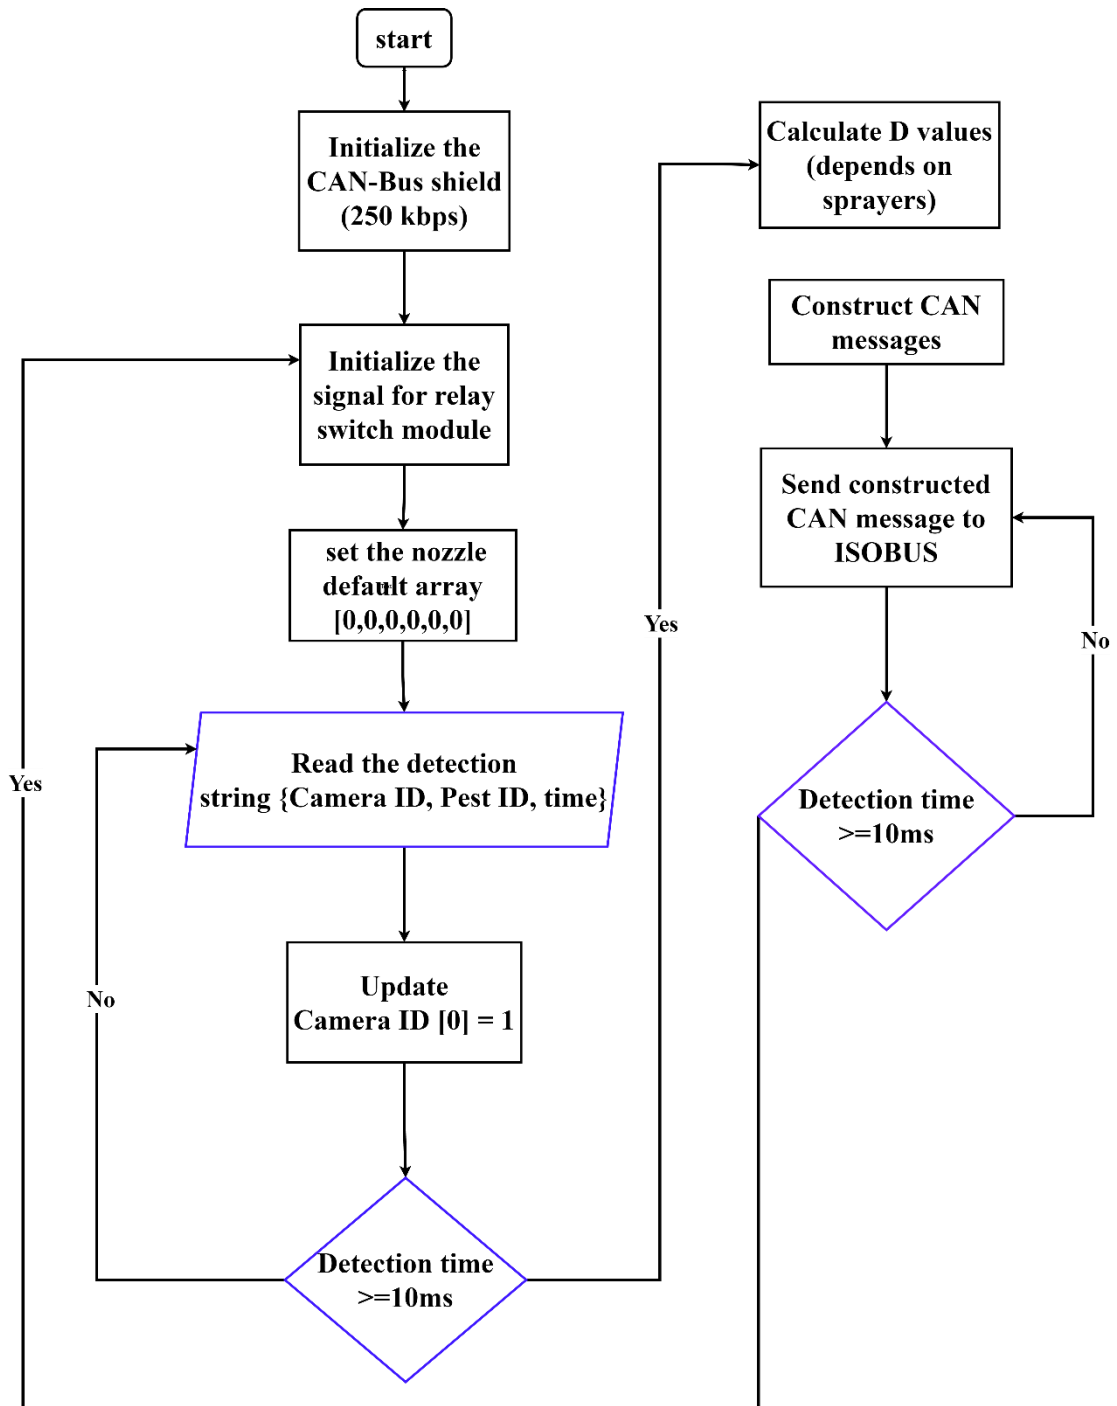 start
Initialize the
CAN-Bus shield
(250 kbps)
Initialize the
signal for relay
switch module
set the nozzle
default array
[0,0,0,0,0,0]
Read the detection
string {Camera ID, Pest ID, time}
Update
Camera ID [0] = 1
Detection time
>=10ms
No
Yes
Yes
Calculate D values
(depends on
sprayers)
Construct CAN
messages
Send constructed
CAN message to
ISOBUS
Detection time
>=10ms
No